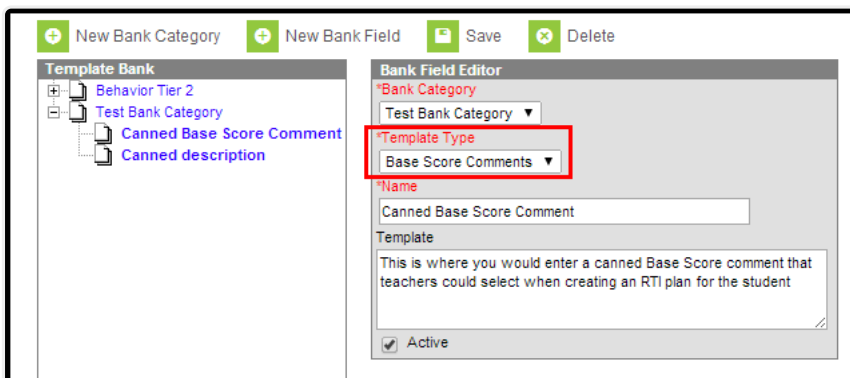 New Bank Category New Bank Field Save Delete
Template Bank
Behavior Tier 2
Test Bank Category
Canned Base Score Comment
Canned description
Bank Field Editor
*Bank Category
Test Bank Category
*Template Type
Base Score Comments
*Name
Canned Base Score Comment
Template
This is where you would enter a canned Base Score comment that
teachers could select when creating an RTI plan for the student
Active